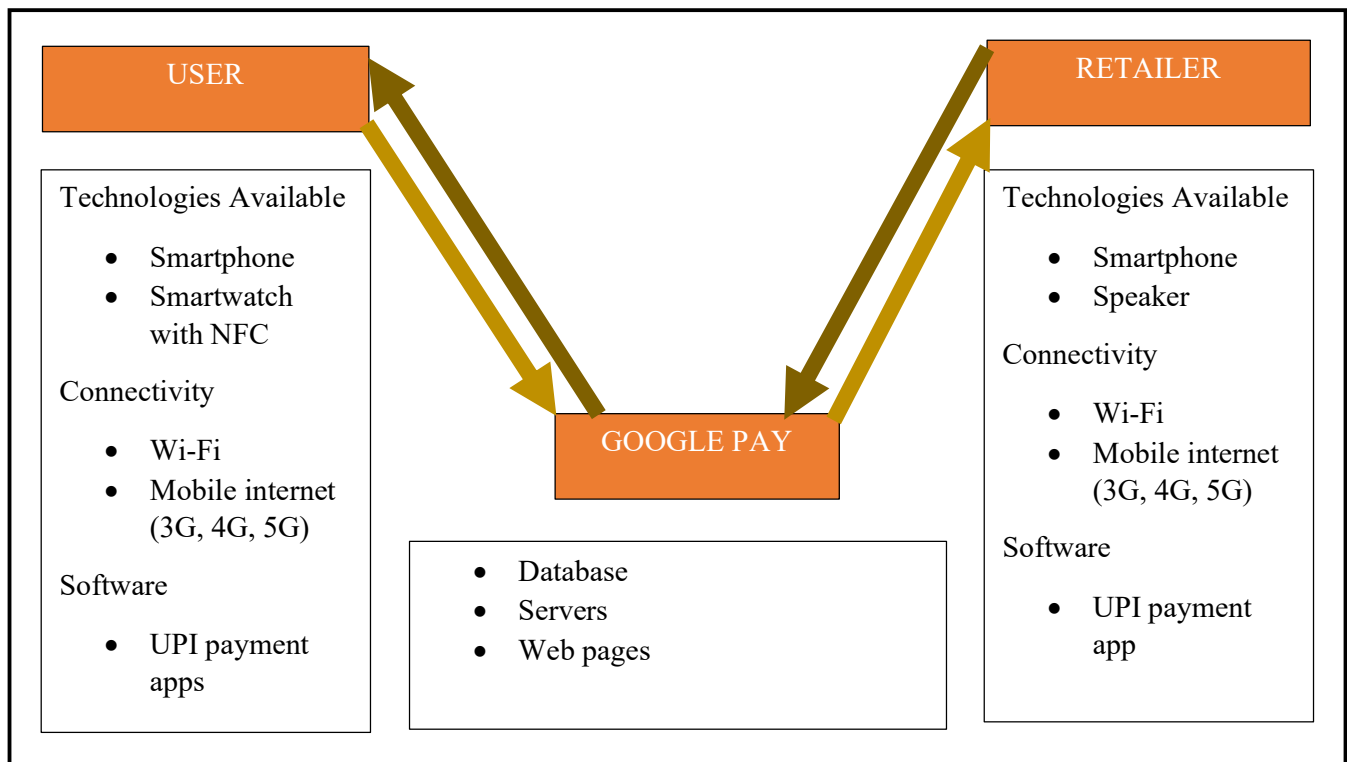 USER
Technologies Available
• Smartphone
• Smartwatch
with NFC
Connectivity
• Wi-Fi
• Mobile internet
(3G, 4G, 5G)
Software
• UPI payment
apps
GOOGLE PAY
• Database
• Servers
• Web pages
RETAILER
Technologies Available
• Smartphone
• Speaker
Connectivity
• Wi-Fi
• Mobile internet
(3G, 4G, 5G)
Software
• UPI payment
app